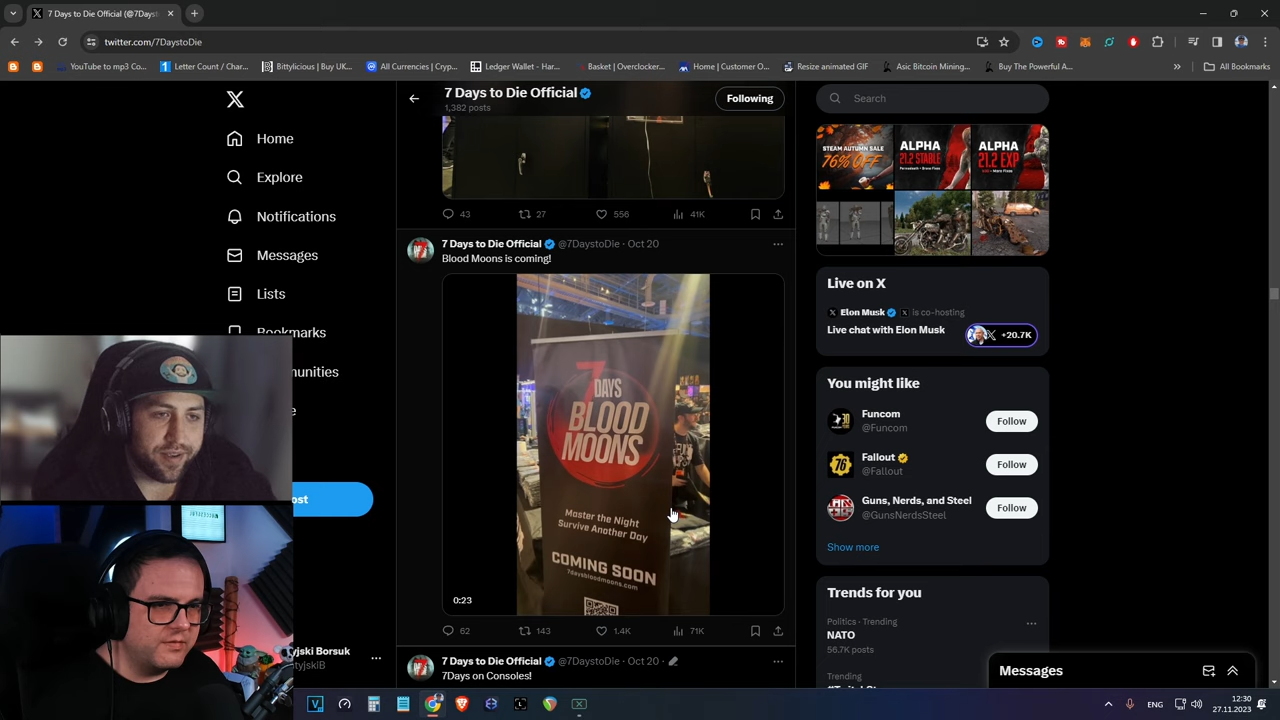 7 Days to Die Official (@7Days
twitter.com/7DaystoDie
YouTube to mp3 Co...
Letter Count / Char...
Bittylicious | Buy UK...
All Currencies | Cryp...
Ledger Wallet - Har...
Basket | Overclocker...
Home | Customer O...
Resize animated GIF
Asic Bitcoin Mining...
Buy The Powerful A...
All Bookmarks
Home
Explore
Notifications
Messages
Lists
Bookmarks
munities
ost
yjski Borsuk
tyjskiB
7 Days to Die Official
1,382 posts
Following
43
27
556
41K
7 Days to Die Official @7DaystoDie · Oct 20
Blood Moons is coming!
7 DAYS
BLOOD
MOONS
Master the Night
Survive Another Day
COMING SOON
7daysbloodmoons.com
0:23
62
143
1.4K
71K
7 Days to Die Official @7DaystoDie · Oct 20
7Days on Consoles!
Search
STEAM AUTUMN SALE
76% OFF
ALPHA
21.2 STABLE
ALPHA
21.2 EXP
Live on X
Elon Musk is co-hosting
Live chat with Elon Musk
+20.7K
You might like
Funcom
@Funcom
Follow
Fallout
@Fallout
Follow
Guns, Nerds, and Steel
@GunsNerdsSteel
Follow
Show more
Trends for you
Politics · Trending
NATO
56.7K posts
Trending
Messages
ENG
12:30
27.11.2023